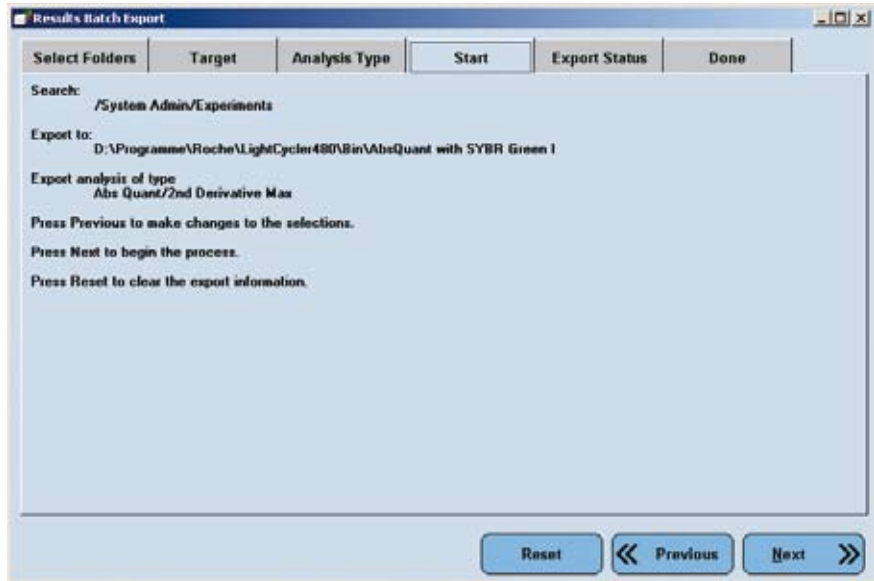 Results Batch Export
Select Folders Target Analysis Type Start Export Status Done
Search:
/System Admin/Experiments
Export to:
D:\Programme\Roche\LightCycler480\Bin\AbsQuant with SYBR Green I
Export analysis of type
Abs Quant/2nd Derivative Max
Press Previous to make changes to the selections.
Press Next to begin the process.
Press Reset to clear the export information.
Reset Previous Next